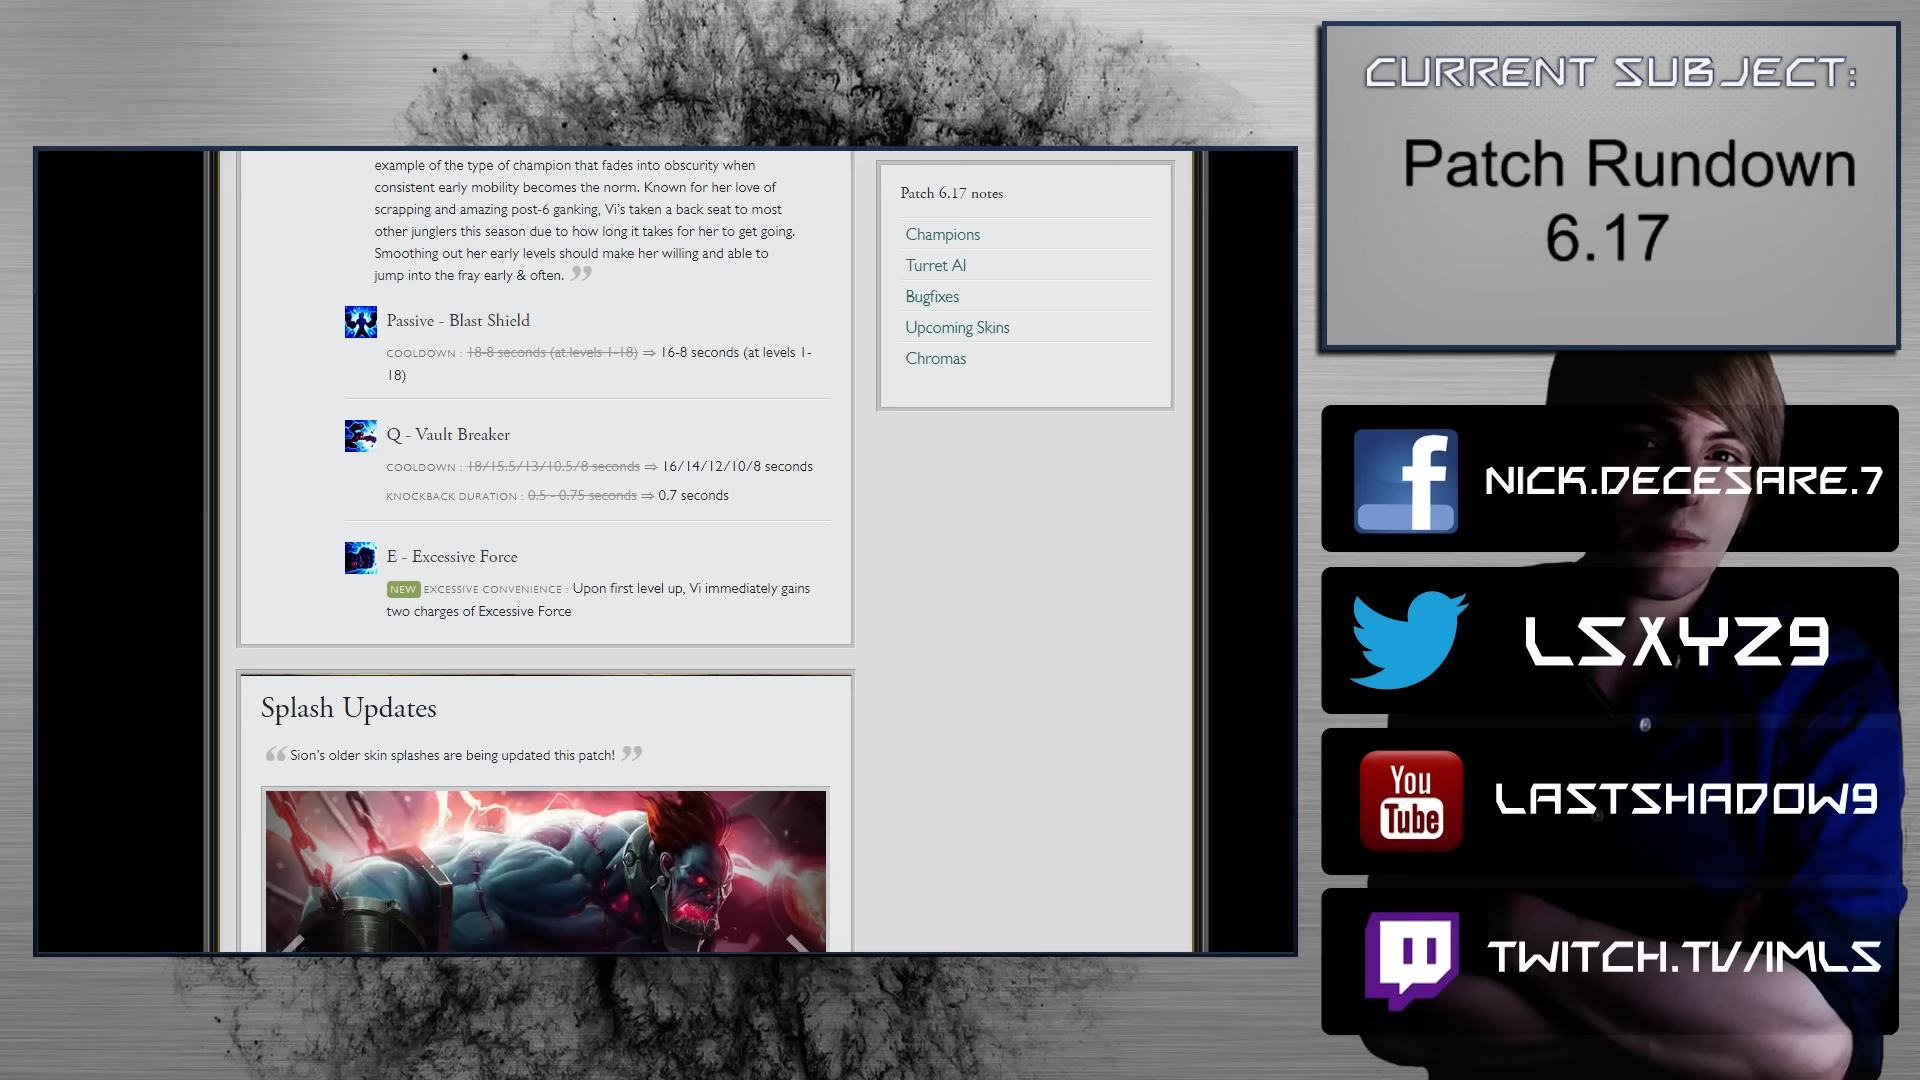 CURRENT SUBJECT:
Patch Rundown
6.17
example of the type of champion that fades into obscurity when
consistent early mobility becomes the norm. Known for her love of
scrapping and amazing post-6 ganking, Vi’s taken a back seat to most
other junglers this season due to how long it takes for her to get going.
Smoothing out her early levels should make her willing and able to
jump into the fray early & often. ”
Passive - Blast Shield
COOLDOWN : 18-8 seconds (at levels 1-18) ⇒ 16-8 seconds (at levels 1-
18)
Q - Vault Breaker
COOLDOWN : 18/15.5/13/10.5/8 seconds ⇒ 16/14/12/10/8 seconds
KNOCKBACK DURATION : 0.5 - 0.75 seconds ⇒ 0.7 seconds
E - Excessive Force
NEW EXCESSIVE CONVENIENCE : Upon first level up, Vi immediately gains
two charges of Excessive Force
Splash Updates
“ Sion’s older skin splashes are being updated this patch! ”
Patch 6.17 notes
Champions
Turret AI
Bugfixes
Upcoming Skins
Chromas
f NICK.DECESARE.7
LSXYZ9
You
Tube
LASTSHADOW9
TWITCH.TV/IMLS